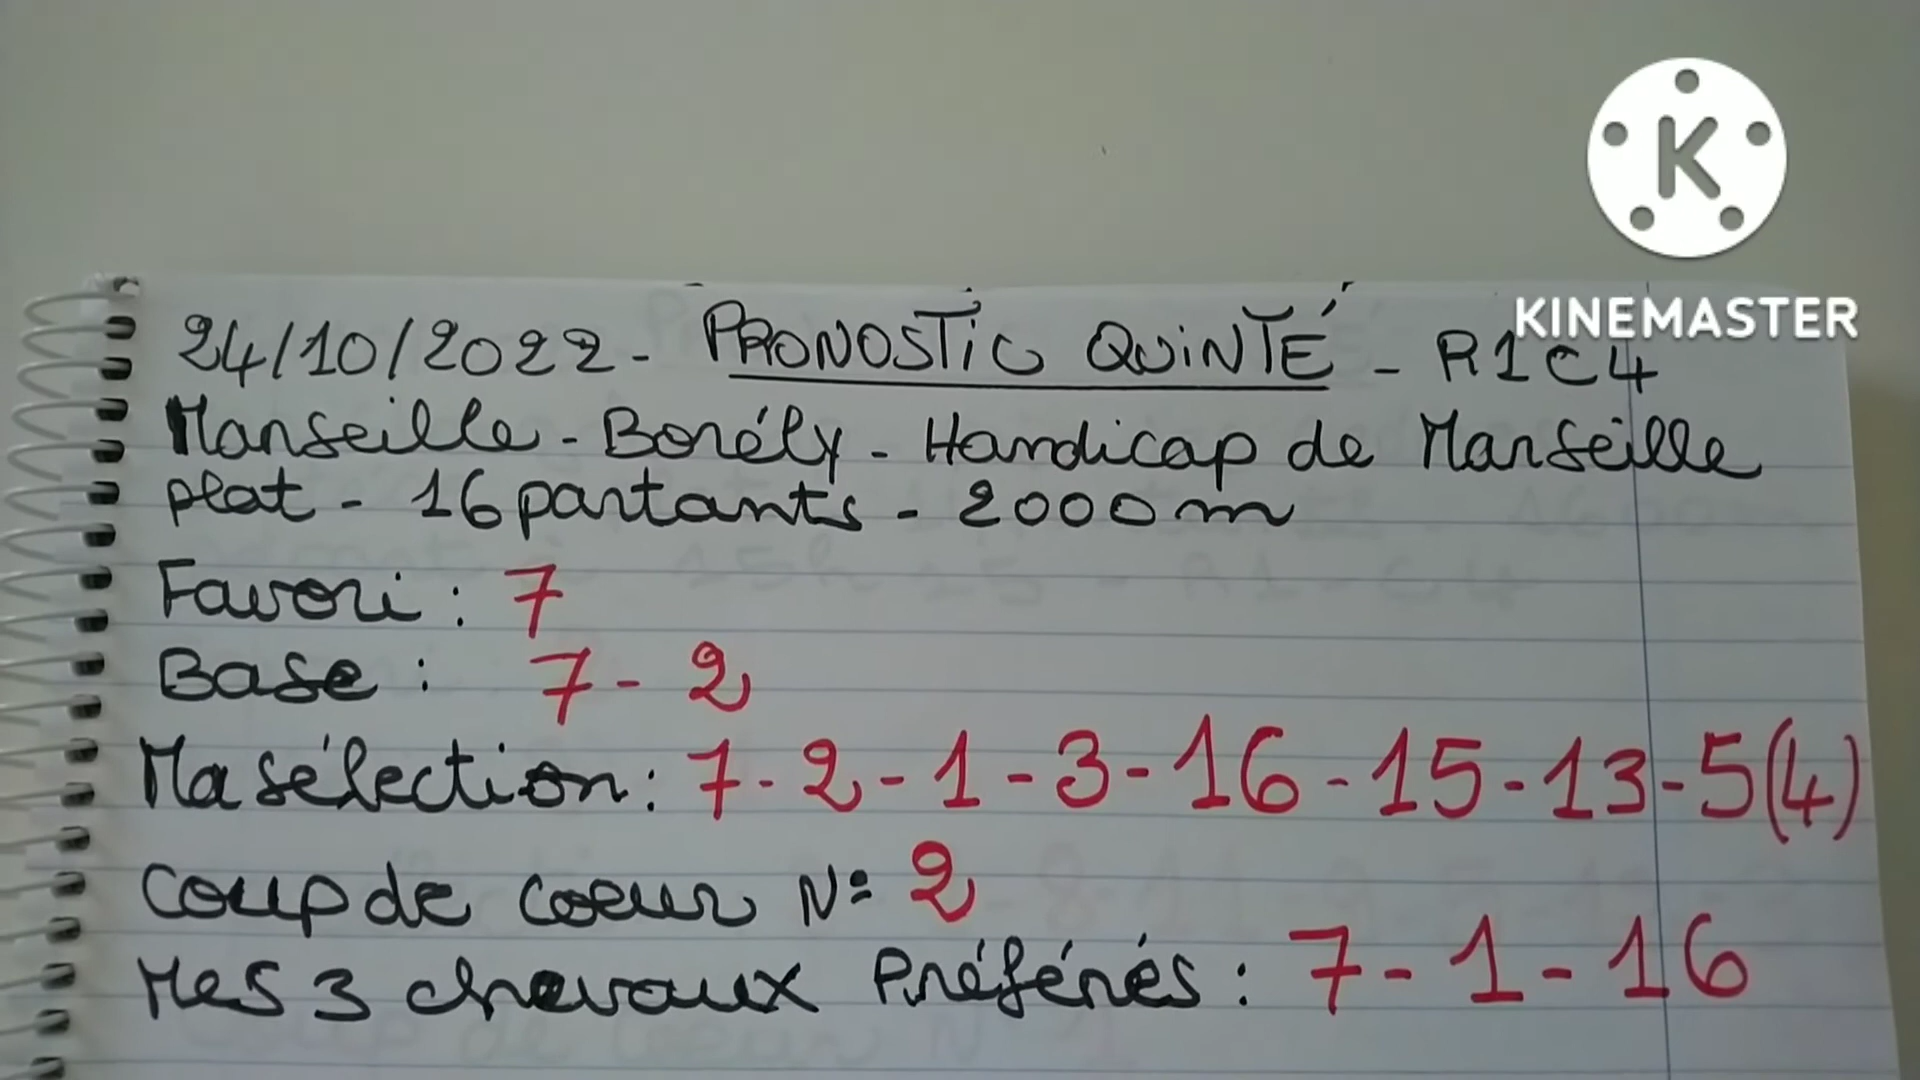 K
KINEMASTER
24/10/2022 - PRONOSTIC QUINTÉ - R1C4
Marseille - Borély - Handicap de Marseille
plat - 16 partants - 2000m
Favori : 7
Base : 7 - 2
Ma sélection : 7 - 2 - 1 - 3 - 16 - 15 - 13 - 5 (4)
Coup de coeur N° 2
Mes 3 chevaux Préférés : 7 - 1 - 16